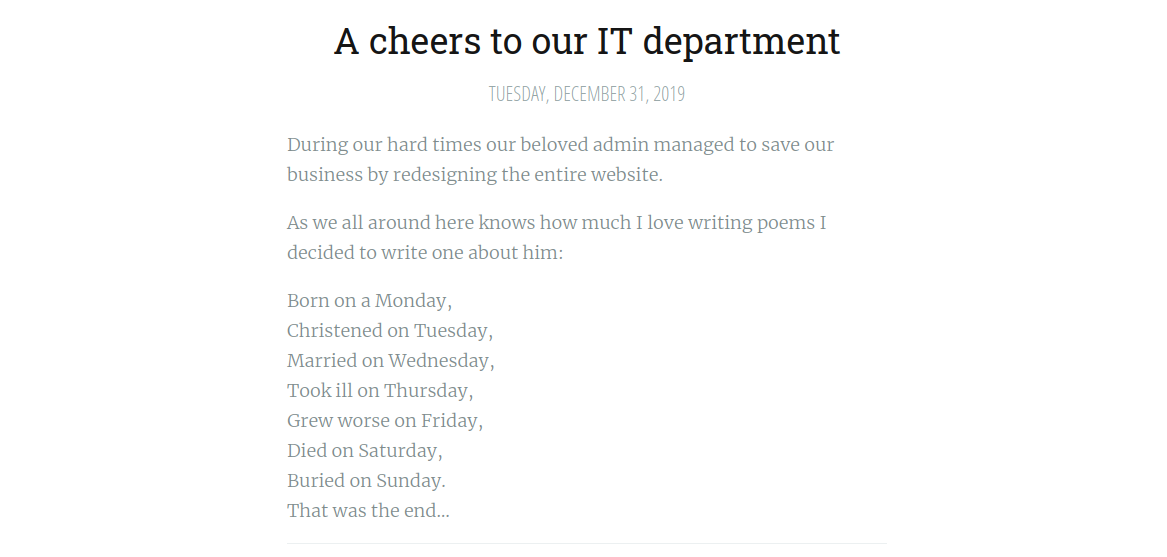 A cheers to our IT department
TUESDAY, DECEMBER 31, 2019
During our hard times our beloved admin managed to save our
business by redesigning the entire website.
As we all around here knows how much I love writing poems I
decided to write one about him:
Born on a Monday,
Christened on Tuesday,
Married on Wednesday,
Took ill on Thursday,
Grew worse on Friday,
Died on Saturday,
Buried on Sunday.
That was the end…